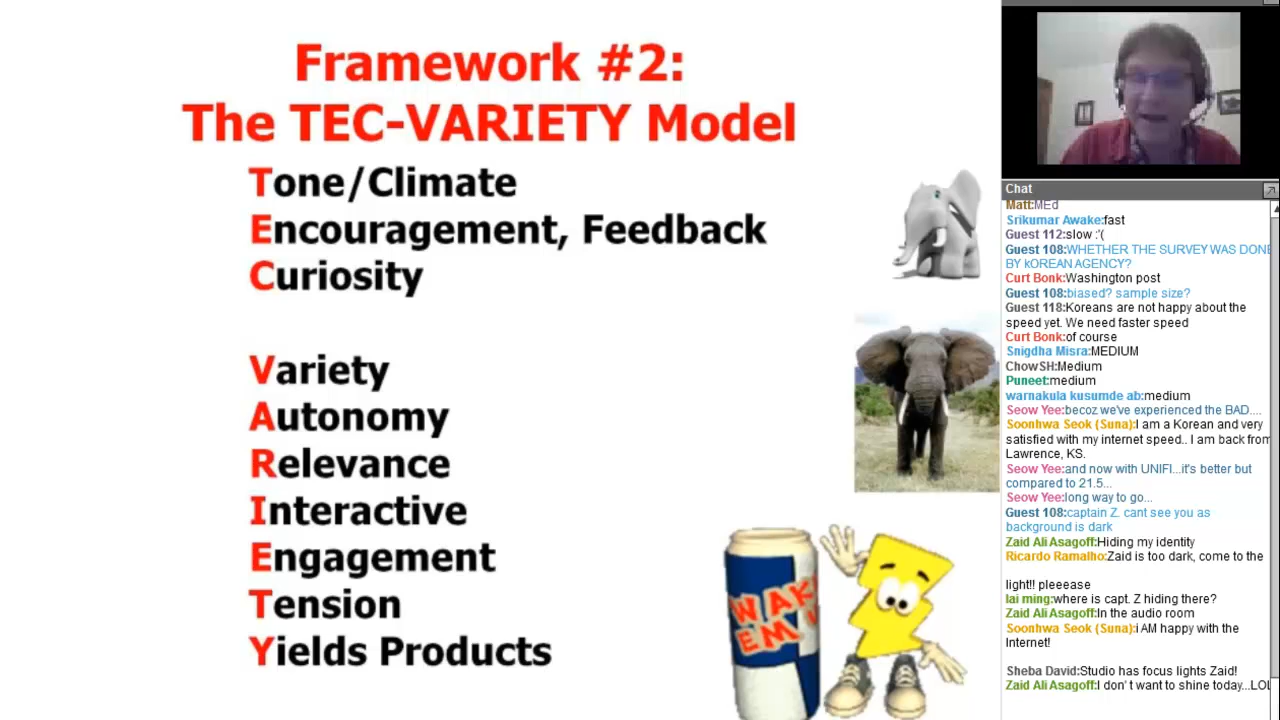 Framework #2:
The TEC-VARIETY Model
Tone/Climate
Encouragement, Feedback
Curiosity
Variety
Autonomy
Relevance
Interactive
Engagement
Tension
Yields Products
WAKE
EM U
Chat
Matt:MEd
Srikumar Awake:fast
Guest 112:slow :'(
Guest 108:WHETHER THE SURVEY WAS DONE
BY kOREAN AGENCY?
Curt Bonk:Washington post
Guest 108:biased? sample size?
Guest 118:Koreans are not happy about the
speed yet. We need faster speed
Curt Bonk:of course
Snigdha Misra:MEDIUM
ChowSH:Medium
Puneet:medium
warnakula kusumde ab:medium
Seow Yee:becoz we've experienced the BAD....
Soonhwa Seok (Suna):I am a Korean and very
satisfied with my internet speed.. I am back from
Lawrence, KS.
Seow Yee:and now with UNIFI...it's better but
compared to 21.5...
Seow Yee:long way to go...
Guest 108:captain Z. cant see you as
background is dark
Zaid Ali Asagoff:Hiding my identity
Ricardo Ramalho:Zaid is too dark, come to the
light!! pleeease
lai ming:where is capt. Z hiding there?
Zaid Ali Asagoff:In the audio room
Soonhwa Seok (Suna):i AM happy with the
Internet!
Sheba David:Studio has focus lights Zaid!
Zaid Ali Asagoff:I don' t want to shine today...LOL